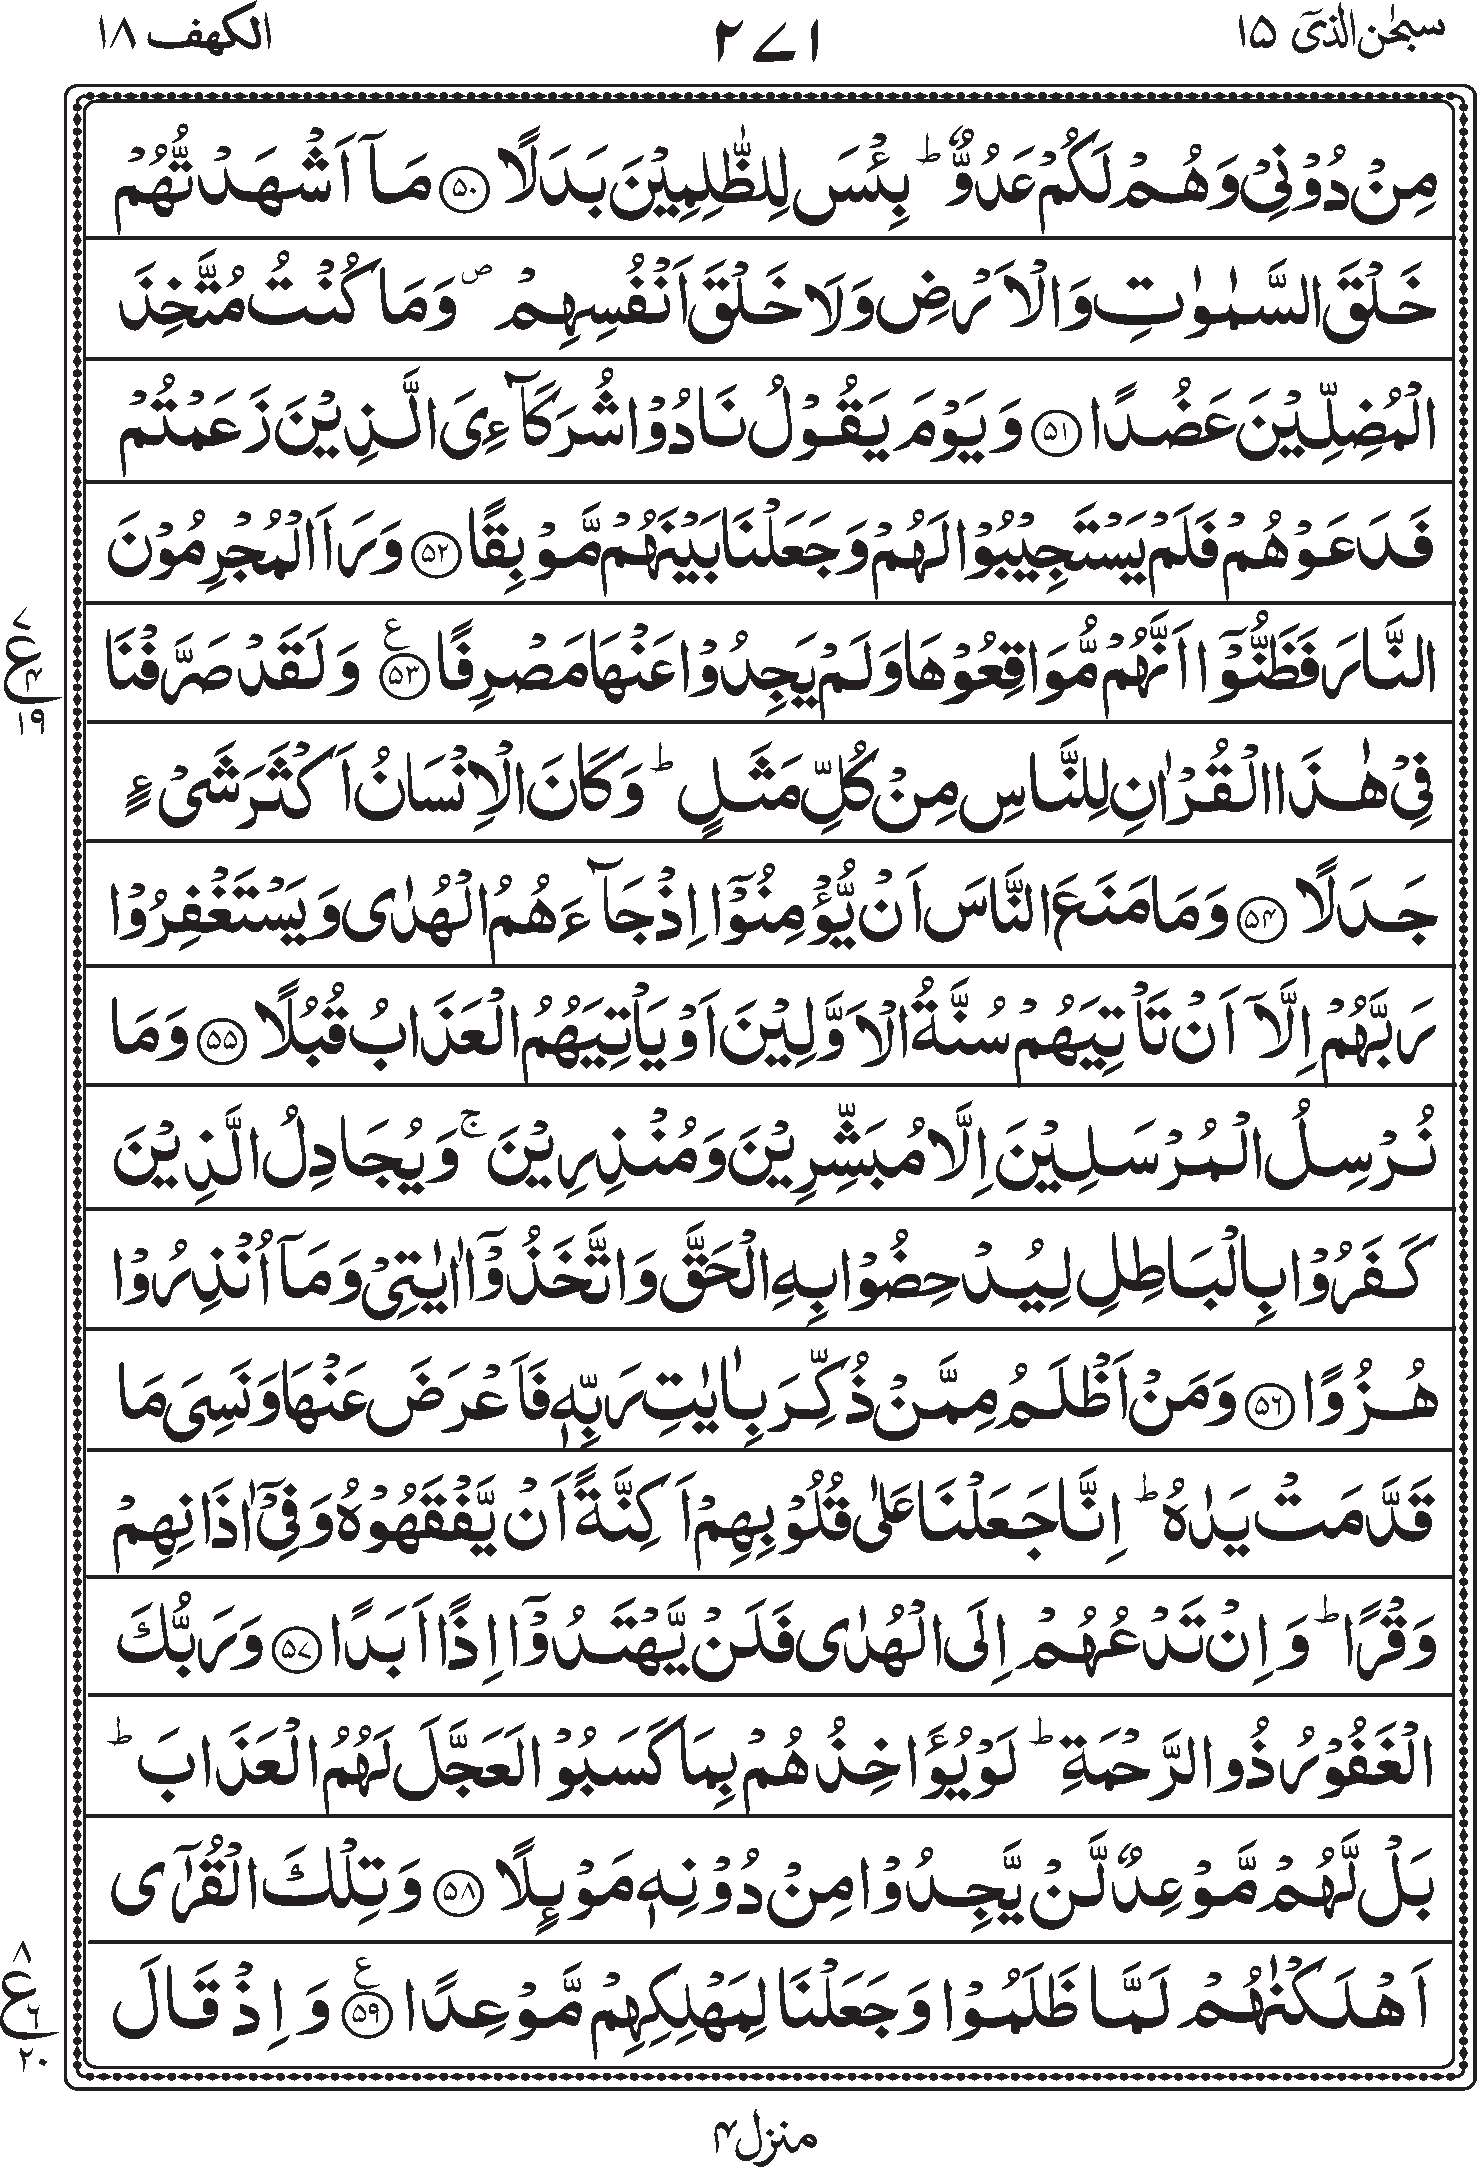 سبحٰن الذیٓ ۱۵ ۲۷۱ الكهف ۱۸
مِنْ دُوْنِیْ وَهُمْ لَكُمْ عَدُوٌّ ؕ بِئْسَ لِلظّٰلِمِیْنَ بَدَلًا ۵۰ مَاۤ اَشْهَدْتُّهُمْ
خَلْقَ السَّمٰوٰتِ وَالْاَرْضِ وَلَا خَلْقَ اَنْفُسِهِمْ ۪ وَمَا كُنْتُ مُتَّخِذَ
الْمُضِلِّیْنَ عَضُدًا ۵۱ وَیَوْمَ یَقُوْلُ نَادُوْا شُرَكَآءِیَ الَّذِیْنَ زَعَمْتُمْ
فَدَعَوْهُمْ فَلَمْ یَسْتَجِیْبُوْا لَهُمْ وَجَعَلْنَا بَیْنَهُمْ مَّوْبِقًا ۵۲ وَرَاَ الْمُجْرِمُوْنَ
النَّارَ فَظَنُّوْۤا اَنَّهُمْ مُّوَاقِعُوْهَا وَلَمْ یَجِدُوْا عَنْهَا مَصْرِفًا ۵۳ ع وَلَقَدْ صَرَّفْنَا
۷ ع ۴ ۱۹
فِیْ هٰذَا الْقُرْاٰنِ لِلنَّاسِ مِنْ كُلِّ مَثَلٍ ؕ وَكَانَ الْاِنْسَانُ اَكْثَرَ شَیْءٍ
جَدَلًا ۵۴ وَمَا مَنَعَ النَّاسَ اَنْ یُّؤْمِنُوْۤا اِذْ جَآءَهُمُ الْهُدٰی وَیَسْتَغْفِرُوْا
رَبَّهُمْ اِلَّاۤ اَنْ تَاْتِیَهُمْ سُنَّةُ الْاَوَّلِیْنَ اَوْ یَاْتِیَهُمُ الْعَذَابُ قُبُلًا ۵۵ وَمَا
نُرْسِلُ الْمُرْسَلِیْنَ اِلَّا مُبَشِّرِیْنَ وَمُنْذِرِیْنَ ۚ وَیُجَادِلُ الَّذِیْنَ
كَفَرُوْا بِالْبَاطِلِ لِیُدْحِضُوْا بِهِ الْحَقَّ وَاتَّخَذُوْۤا اٰیٰتِیْ وَمَاۤ اُنْذِرُوْا
هُزُوًا ۵۶ وَمَنْ اَظْلَمُ مِمَّنْ ذُكِّرَ بِاٰیٰتِ رَبِّهٖ فَاَعْرَضَ عَنْهَا وَنَسِیَ مَا
قَدَّمَتْ یَدٰهُ ؕ اِنَّا جَعَلْنَا عَلٰی قُلُوْبِهِمْ اَكِنَّةً اَنْ یَّفْقَهُوْهُ وَفِیْۤ اٰذَانِهِمْ
وَقْرًا ؕ وَاِنْ تَدْعُهُمْ اِلَی الْهُدٰی فَلَنْ یَّهْتَدُوْۤا اِذًا اَبَدًا ۵۷ وَرَبُّكَ
الْغَفُوْرُ ذُو الرَّحْمَةِ ؕ لَوْ یُؤَاخِذُهُمْ بِمَا كَسَبُوْا لَعَجَّلَ لَهُمُ الْعَذَابَ ؕ
بَلْ لَّهُمْ مَّوْعِدٌ لَّنْ یَّجِدُوْا مِنْ دُوْنِهٖ مَوْىِٕلًا ۵۸ وَتِلْكَ الْقُرٰۤی
اَهْلَكْنٰهُمْ لَمَّا ظَلَمُوْا وَجَعَلْنَا لِمَهْلِكِهِمْ مَّوْعِدًا ۵۹ ع وَاِذْ قَالَ
۸ ع ۶ ۲۰
منزل ۴